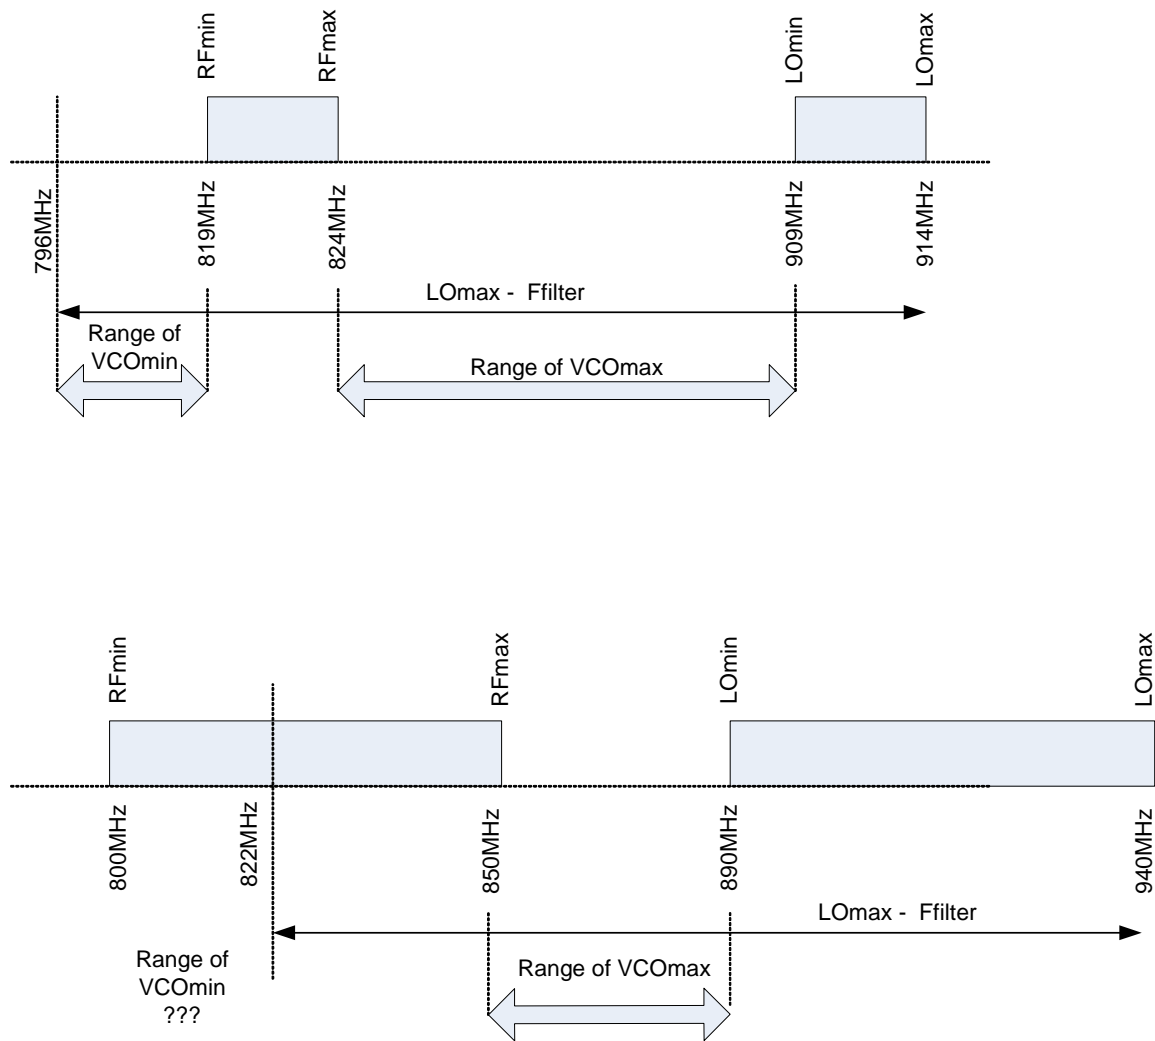 RFmin
RFmax
LOmin
LOmax
796MHz
819MHz
824MHz
909MHz
914MHz
LOmax - Ffilter
Range of
VCOmin
Range of VCOmax
RFmin
RFmax
LOmin
LOmax
800MHz
822MHz
850MHz
890MHz
940MHz
LOmax - Ffilter
Range of
VCOmin
???
Range of VCOmax